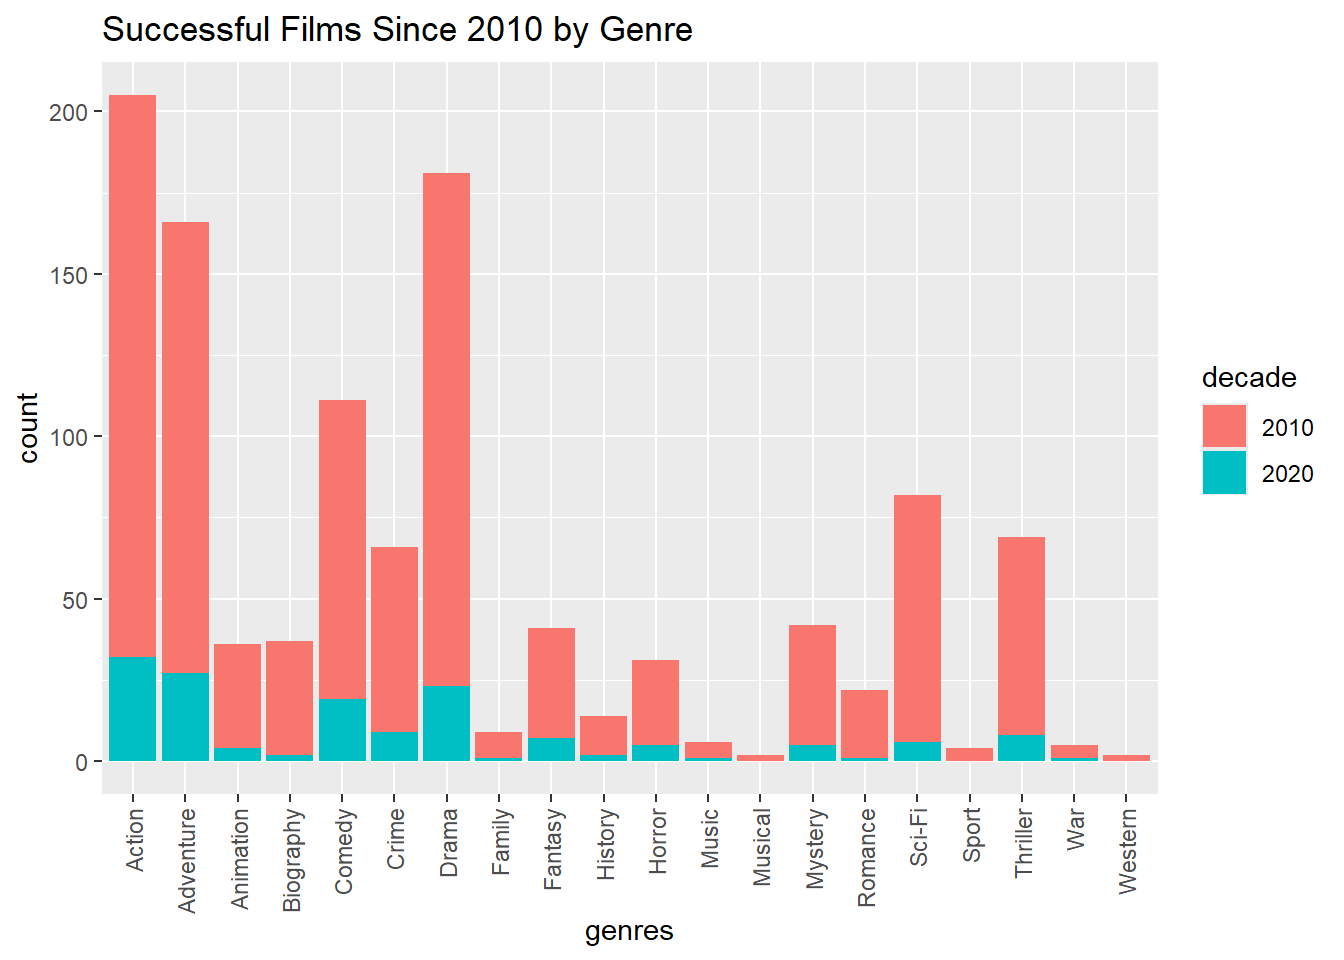 Successful Films Since 2010 by Genre
200
150
100
50
0
count
Action
Adventure
Animation
Biography
Comedy
Crime
Drama
Family
Fantasy
History
Horror
Music
Musical
Mystery
Romance
Sci-Fi
Sport
Thriller
War
Western
genres
decade
2010
2020